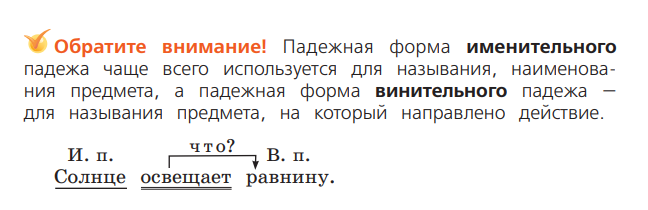 Обратите внимание! Падежная форма именительного
падежа чаще всего используется для называния, наименова-
ния предмета, а падежная форма винительного падежа —
для называния предмета, на который направлено действие.
что?
И. п. В. п.
Солнце освещает равнину.